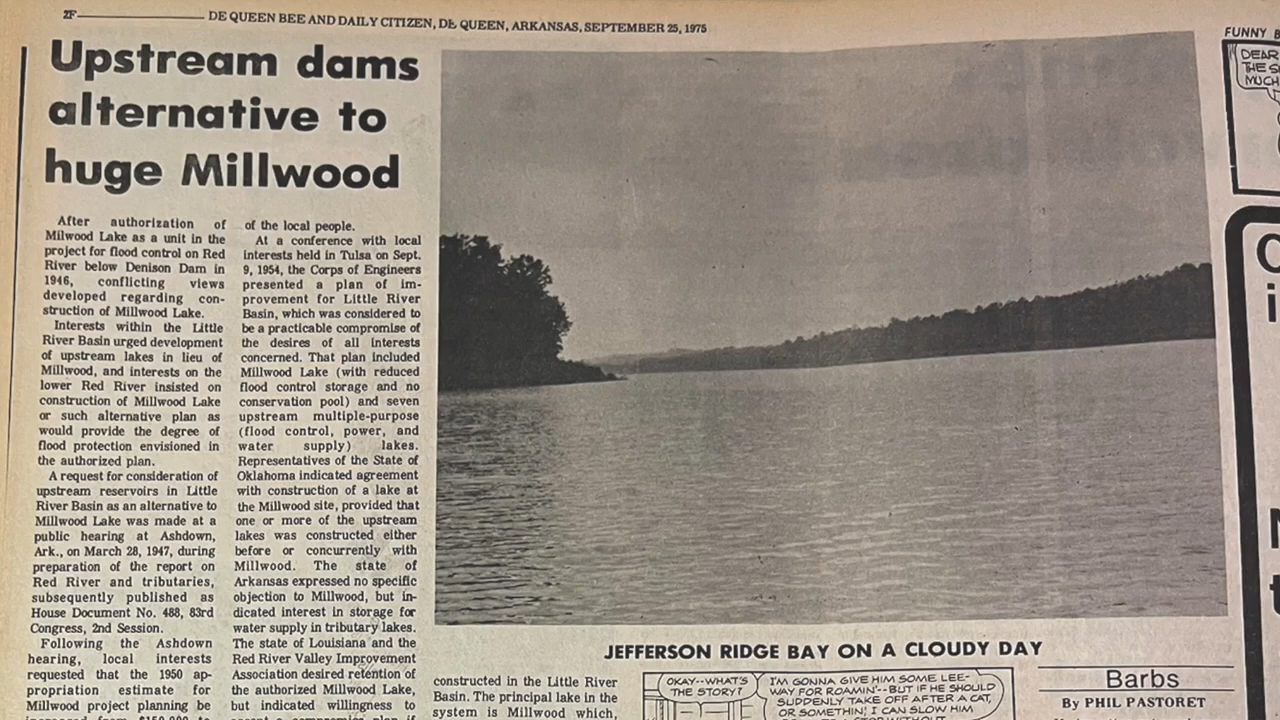 2F
DE QUEEN BEE AND DAILY CITIZEN, DE QUEEN, ARKANSAS, SEPTEMBER 25, 1975
Upstream dams
alternative to
huge Millwood
After authorization of
Milwood Lake as a unit in the
project for flood control on Red
River below Denison Dam in
1946, conflicting views
developed regarding con-
struction of Millwood Lake.
Interests within the Little
River Basin urged development
of upstream lakes in lieu of
Millwood, and interests on the
lower Red River insisted on
construction of Millwood Lake
or such alternative plan as
would provide the degree of
flood protection envisioned in
the authorized plan.
A request for consideration of
upstream reservoirs in Little
River Basin as an alternative to
Millwood Lake was made at a
public hearing at Ashdown,
Ark., on March 28, 1947, during
preparation of the report on
Red River and tributaries,
subsequently published as
House Document No. 488, 83rd
Congress, 2nd Session.
Following the Ashdown
hearing, local interests
requested that the 1950 ap-
propriation estimate for
Millwood project planning be
of the local people.
At a conference with local
interests held in Tulsa on Sept.
9, 1954, the Corps of Engineers
presented a plan of im-
provement for Little River
Basin, which was considered to
be a practicable compromise of
the desires of all interests
concerned. That plan included
Millwood Lake (with reduced
flood control storage and no
conservation pool) and seven
upstream multiple-purpose
(flood control, power, and
water supply) lakes.
Representatives of the State of
Oklahoma indicated agreement
with construction of a lake at
the Millwood site, provided that
one or more of the upstream
lakes was constructed either
before or concurrently with
Millwood. The state of
Arkansas expressed no specific
objection to Millwood, but in-
dicated interest in storage for
water supply in tributary lakes.
The state of Louisiana and the
Red River Valley Improvement
Association desired retention of
the authorized Millwood Lake,
but indicated willingness to
JEFFERSON RIDGE BAY ON A CLOUDY DAY
constructed in the Little River
Basin. The principal lake in the
system is Millwood which,
OKAY--WHAT'S
THE STORY?
I'M GONNA GIVE HIM SOME LEE-
WAY FOR ROAMIN'--BUT IF HE SHOULD
SUDDENLY TAKE OFF AFTER A CAT,
OR SOMETHIN', I CAN SLOW HIM
Barbs
By PHIL PASTORET
FUNNY B
DEAR
THE S
MUCH